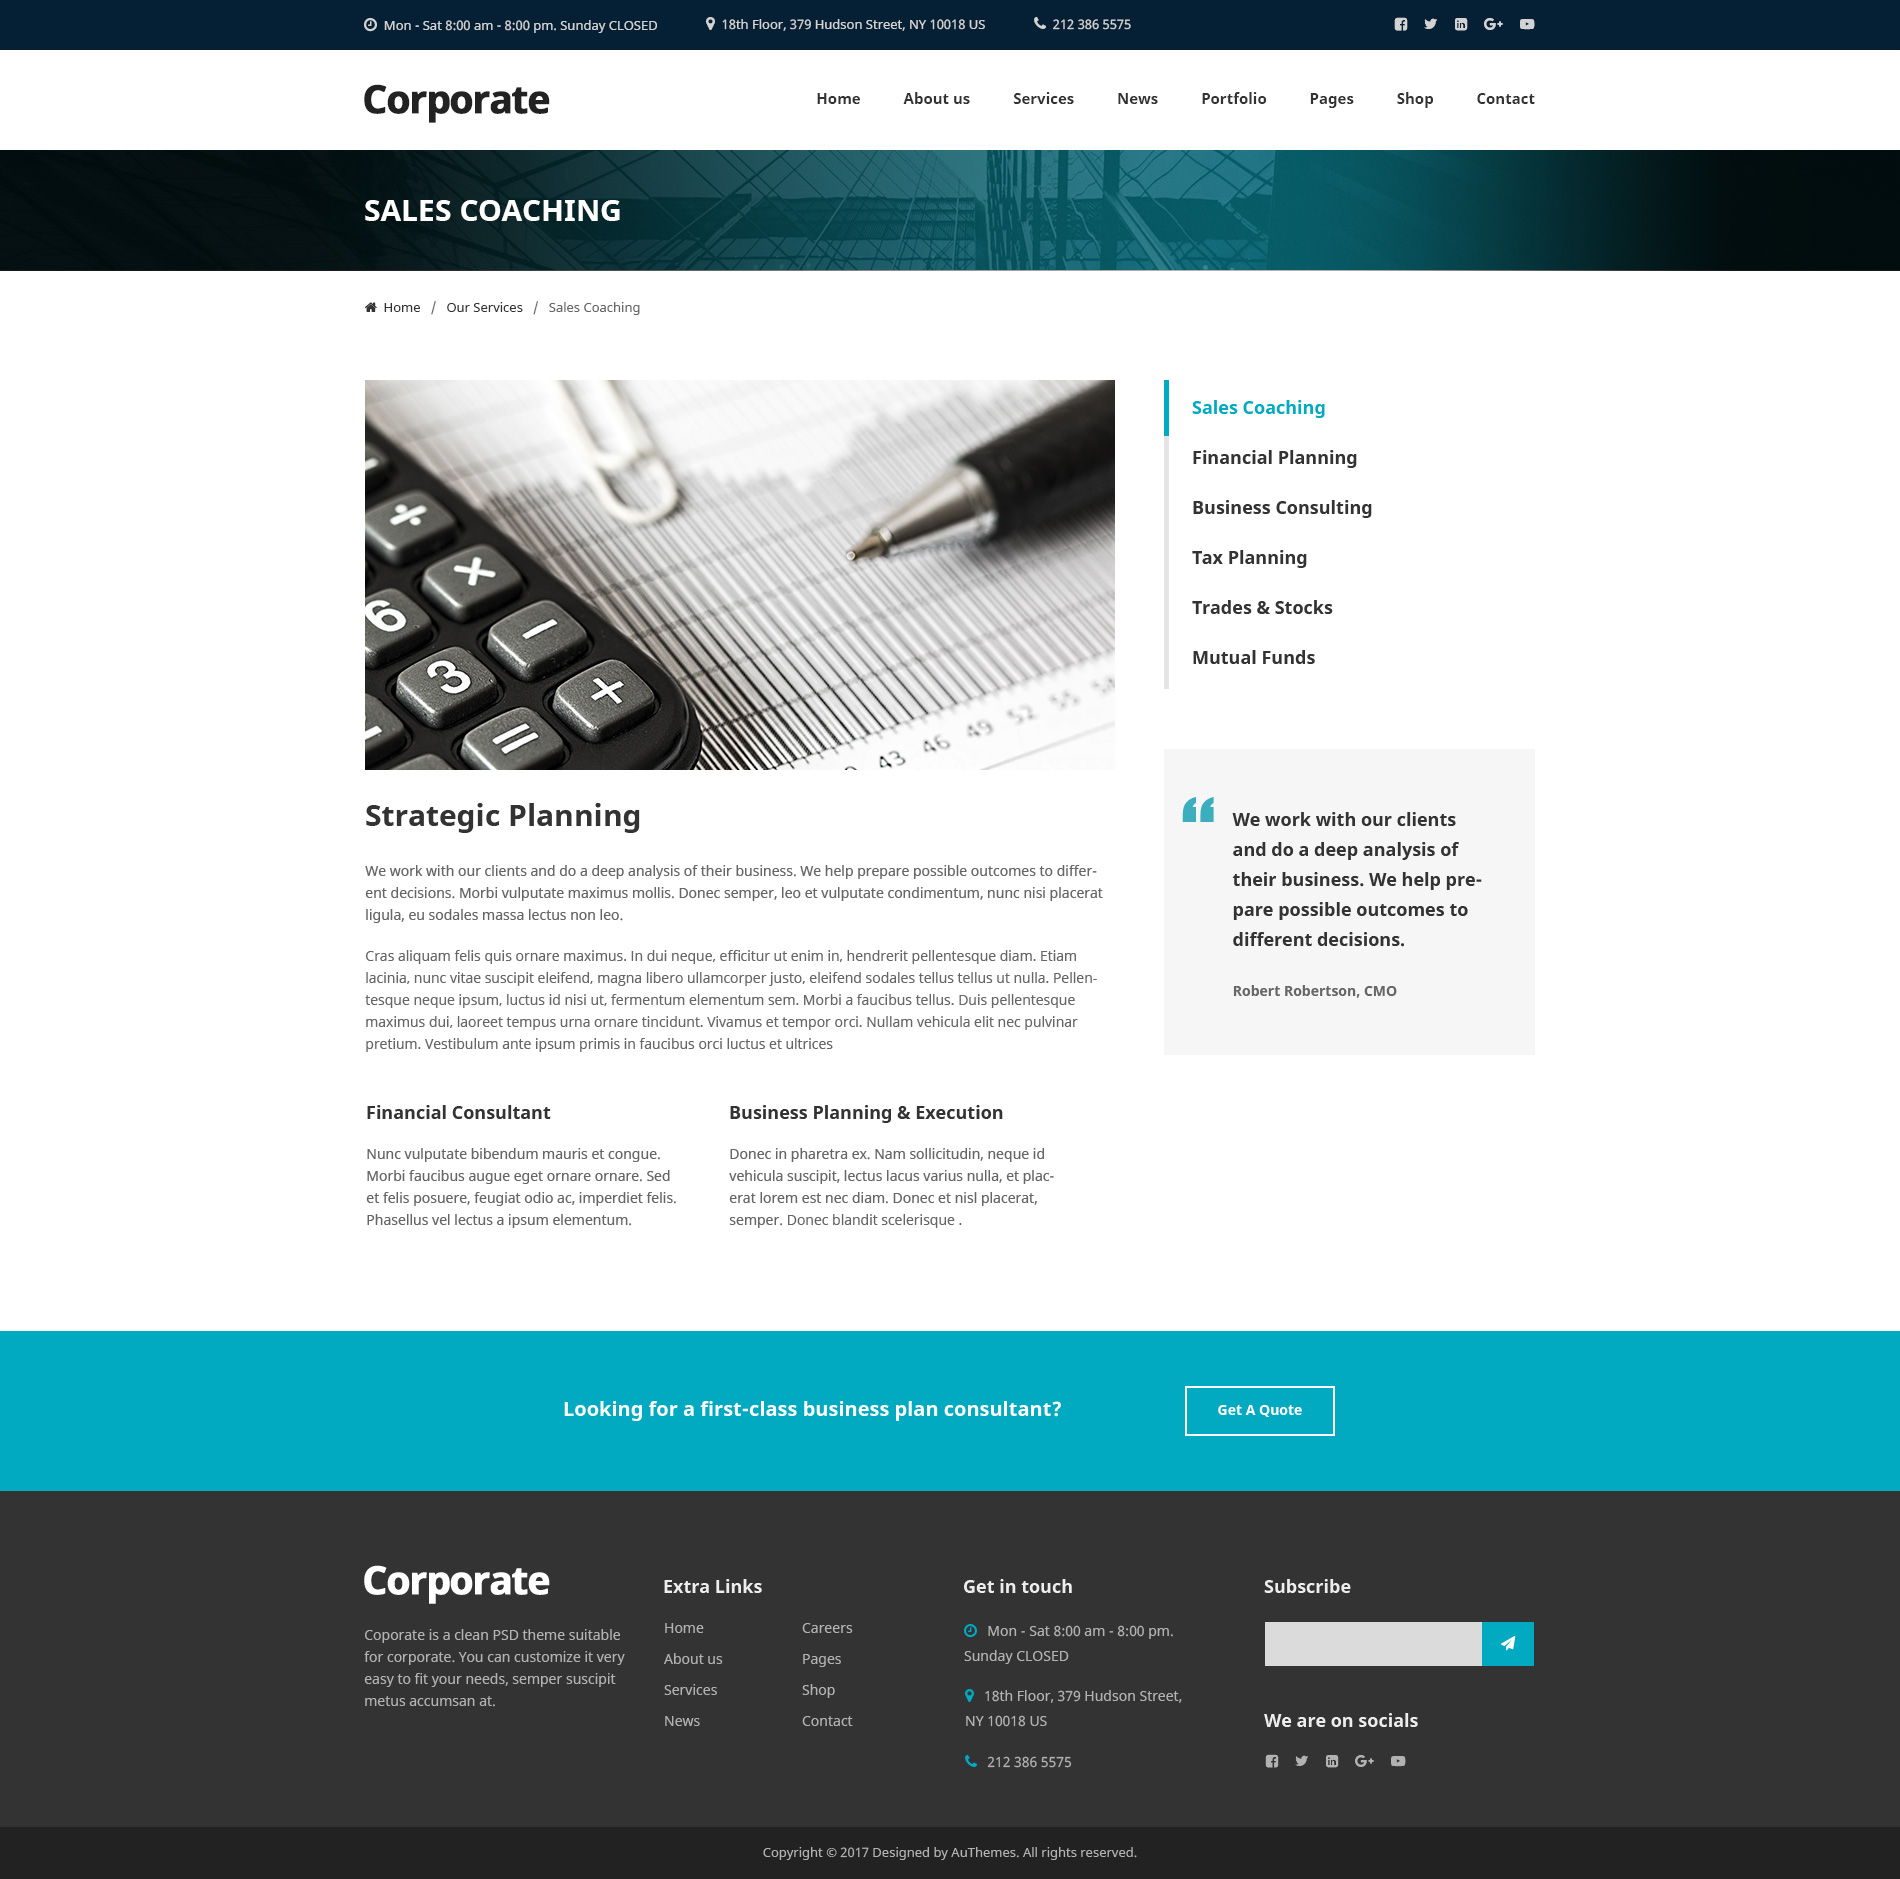 Mon - Sat 8:00 am - 8:00 pm. Sunday CLOSED
18th Floor, 379 Hudson Street, NY 10018 US
212 386 5575
Corporate
Home
About us
Services
News
Portfolio
Pages
Shop
Contact
SALES COACHING
Home / Our Services / Sales Coaching
÷
×
6
−
3
+
=
43 46 49 52 55
Sales Coaching
Financial Planning
Business Consulting
Tax Planning
Trades & Stocks
Mutual Funds
Strategic Planning
We work with our clients and do a deep analysis of their business. We help prepare possible outcomes to differ-
ent decisions. Morbi vulputate maximus mollis. Donec semper, leo et vulputate condimentum, nunc nisi placerat
ligula, eu sodales massa lectus non leo.
Cras aliquam felis quis ornare maximus. In dui neque, efficitur ut enim in, hendrerit pellentesque diam. Etiam
lacinia, nunc vitae suscipit eleifend, magna libero ullamcorper justo, eleifend sodales tellus tellus ut nulla. Pellen-
tesque neque ipsum, luctus id nisi ut, fermentum elementum sem. Morbi a faucibus tellus. Duis pellentesque
maximus dui, laoreet tempus urna ornare tincidunt. Vivamus et tempor orci. Nullam vehicula elit nec pulvinar
pretium. Vestibulum ante ipsum primis in faucibus orci luctus et ultrices
“
We work with our clients
and do a deep analysis of
their business. We help pre-
pare possible outcomes to
different decisions.
Robert Robertson, CMO
Financial Consultant
Nunc vulputate bibendum mauris et congue.
Morbi faucibus augue eget ornare ornare. Sed
et felis posuere, feugiat odio ac, imperdiet felis.
Phasellus vel lectus a ipsum elementum.
Business Planning & Execution
Donec in pharetra ex. Nam sollicitudin, neque id
vehicula suscipit, lectus lacus varius nulla, et plac-
erat lorem est nec diam. Donec et nisl placerat,
semper. Donec blandit scelerisque .
Looking for a first-class business plan consultant?
Get A Quote
Corporate
Coporate is a clean PSD theme suitable
for corporate. You can customize it very
easy to fit your needs, semper suscipit
metus accumsan at.
Extra Links
Home
About us
Services
News
Careers
Pages
Shop
Contact
Get in touch
Mon - Sat 8:00 am - 8:00 pm.
Sunday CLOSED
18th Floor, 379 Hudson Street,
NY 10018 US
212 386 5575
Subscribe
We are on socials
Copyright © 2017 Designed by AuThemes. All rights reserved.